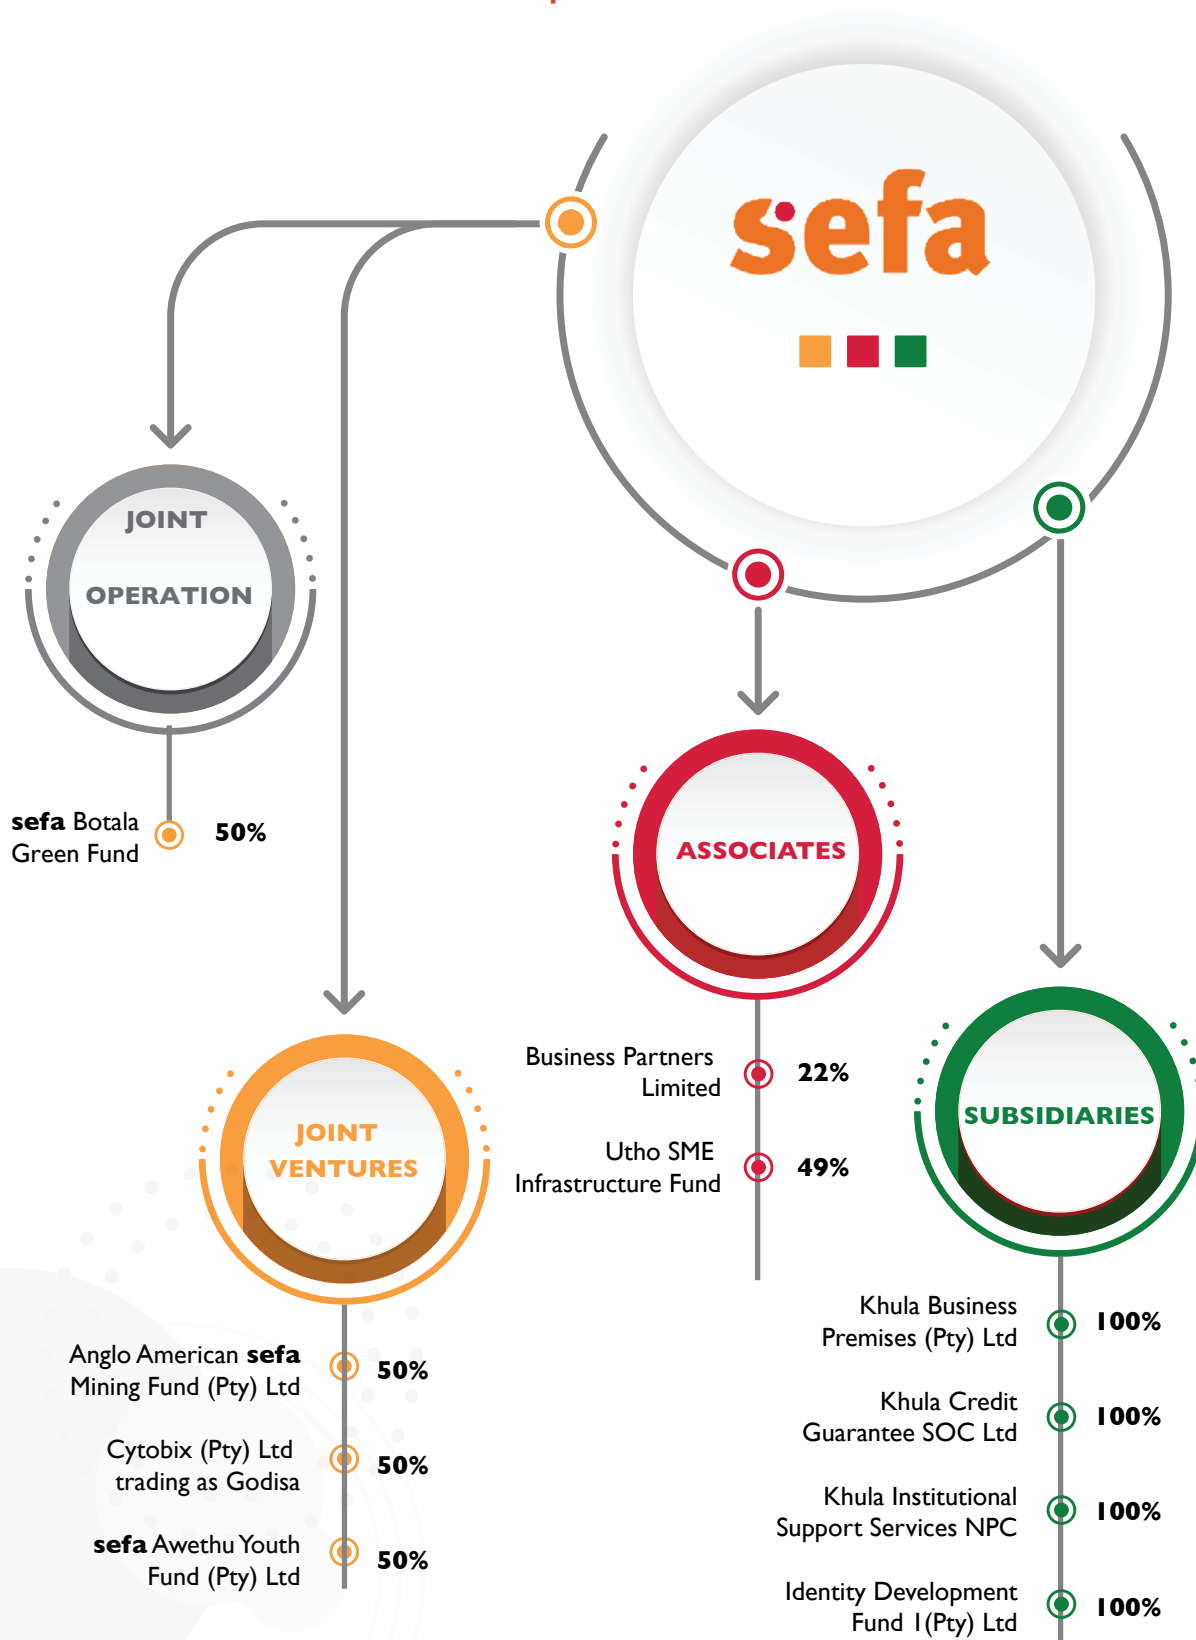 sefa
JOINT
OPERATION
sefa Botala
Green Fund
50%
ASSOCIATES
Business Partners
Limited
22%
Utho SME
Infrastructure Fund
49%
JOINT
VENTURES
Anglo American sefa
Mining Fund (Pty) Ltd
50%
Cytobix (Pty) Ltd
trading as Godisa
50%
sefa Awethu Youth
Fund (Pty) Ltd
50%
SUBSIDIARIES
Khula Business
Premises (Pty) Ltd
100%
Khula Credit
Guarantee SOC Ltd
100%
Khula Institutional
Support Services NPC
100%
Identity Development
Fund 1(Pty) Ltd
100%